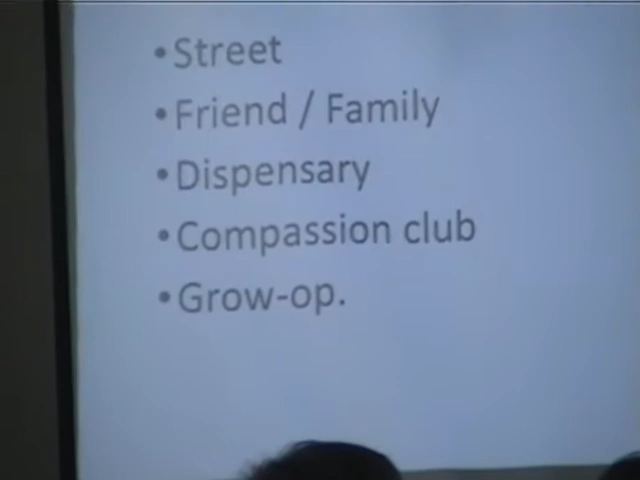 •Street
•Friend / Family
•Dispensary
•Compassion club
•Grow-op.